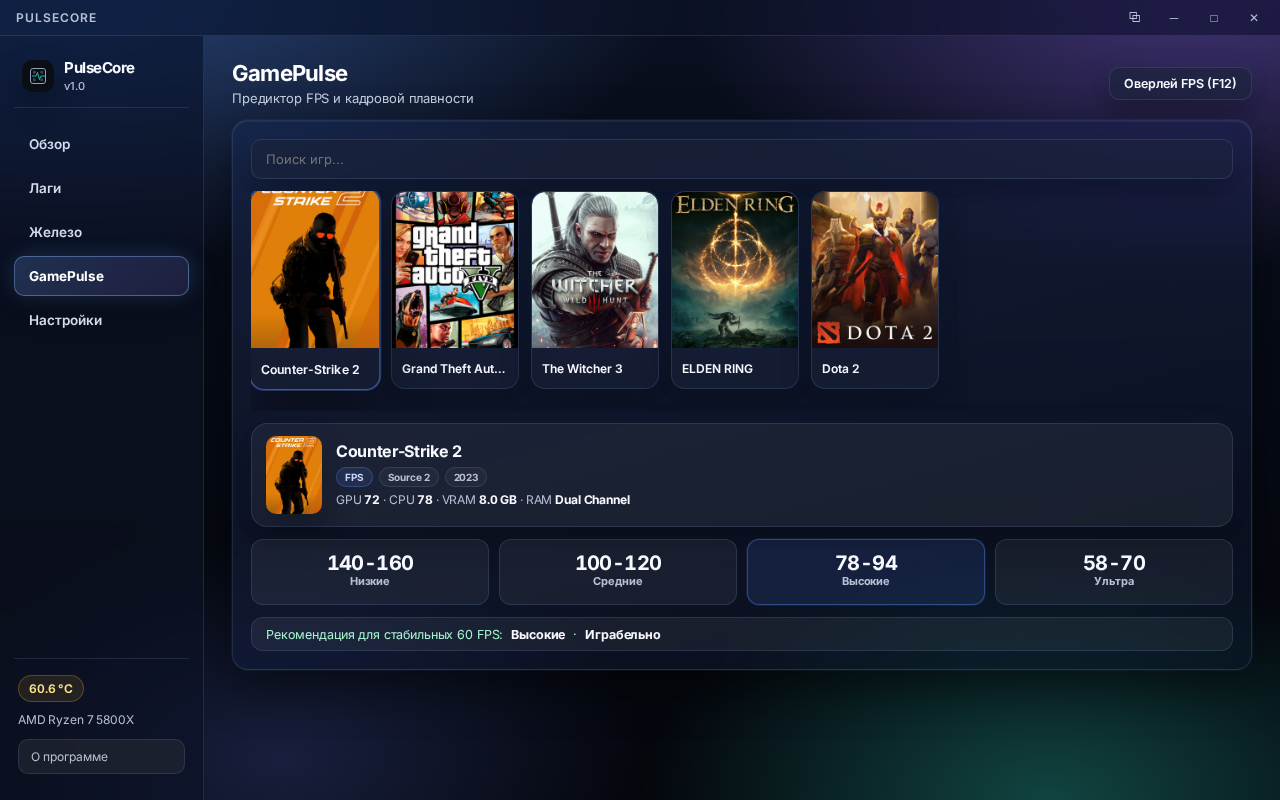 PULSECORE
PulseCore
v1.0
Обзор
Лаги
Железо
GamePulse
Настройки
60.6 °C
AMD Ryzen 7 5800X
О программе
GamePulse
Предиктор FPS и кадровой плавности
Оверлей FPS (F12)
Поиск игр...
COUNTER
STRIKE 2
grand
theft
auto
FIVE
THE
WITCHER
WILD HUNT
ELDEN RING
DOTA 2
Counter-Strike 2
Grand Theft Aut...
The Witcher 3
ELDEN RING
Dota 2
COUNTER
STRIKE 2
Counter-Strike 2
FPS
Source 2
2023
GPU 72 · CPU 78 · VRAM 8.0 GB · RAM Dual Channel
140-160
Низкие
100-120
Средние
78-94
Высокие
58-70
Ультра
Рекомендация для стабильных 60 FPS: Высокие · Играбельно